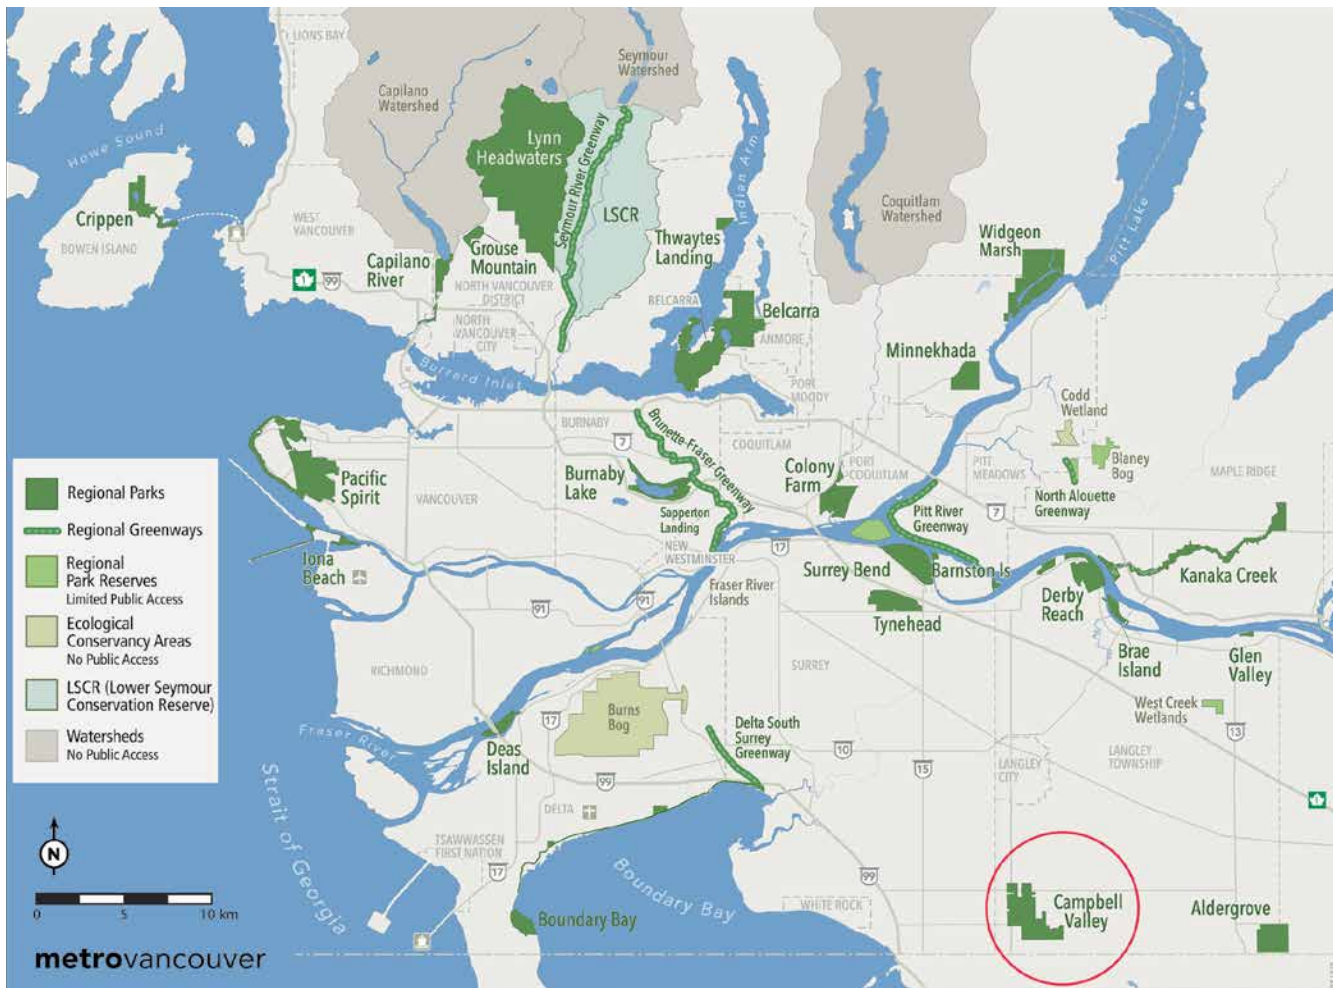 LIONS BAY
Seymour
Watershed
Capilano
Watershed
Howe Sound
Lynn
Headwaters
Seymour River Greenway
LSCR
Indian Arm
Coquitlam
Watershed
Pitt Lake
Crippen
BOWEN ISLAND
WEST
VANCOUVER
1
99
Capilano
River
Grouse
Mountain
NORTH VANCOUVER
DISTRICT
NORTH
VANCOUVER
CITY
Thwaytes
Landing
BELCARRA
Belcarra
ANMORE
PORT
MOODY
Widgeon
Marsh
Minnekhada
Burrard Inlet
Codd
Wetland
Blaney
Bog
MAPLE RIDGE
BURNABY
7
Brunette-Fraser Greenway
COQUITLAM
Colony
Farm
PORT
COQUITLAM
PITT
MEADOWS
North Alouette
Greenway
Pacific
Spirit
VANCOUVER
Burnaby
Lake
Sapperton
Landing
NEW
WESTMINSTER
17
Pitt River
Greenway
7
Iona
Beach
91
91
Fraser River
Islands
Surrey Bend
Barnston Is
Tynehead
Derby
Reach
Kanaka Creek
Brae
Island
Glen
Valley
RICHMOND
SURREY
West Creek
Wetlands
13
Fraser River
Deas
Island
17
Burns
Bog
Delta South
Surrey
Greenway
99
10
15
LANGLEY
CITY
LANGLEY
TOWNSHIP
1
Strait of Georgia
DELTA
TSAWWASSEN
FIRST NATION
17
Boundary Bay
Boundary Bay
99
WHITE ROCK
Campbell
Valley
Aldergrove
Regional Parks
Regional Greenways
Regional
Park Reserves
Limited Public Access
Ecological
Conservancy Areas
No Public Access
LSCR (Lower Seymour
Conservation Reserve)
Watersheds
No Public Access
N
0 5 10 km
metrovancouver